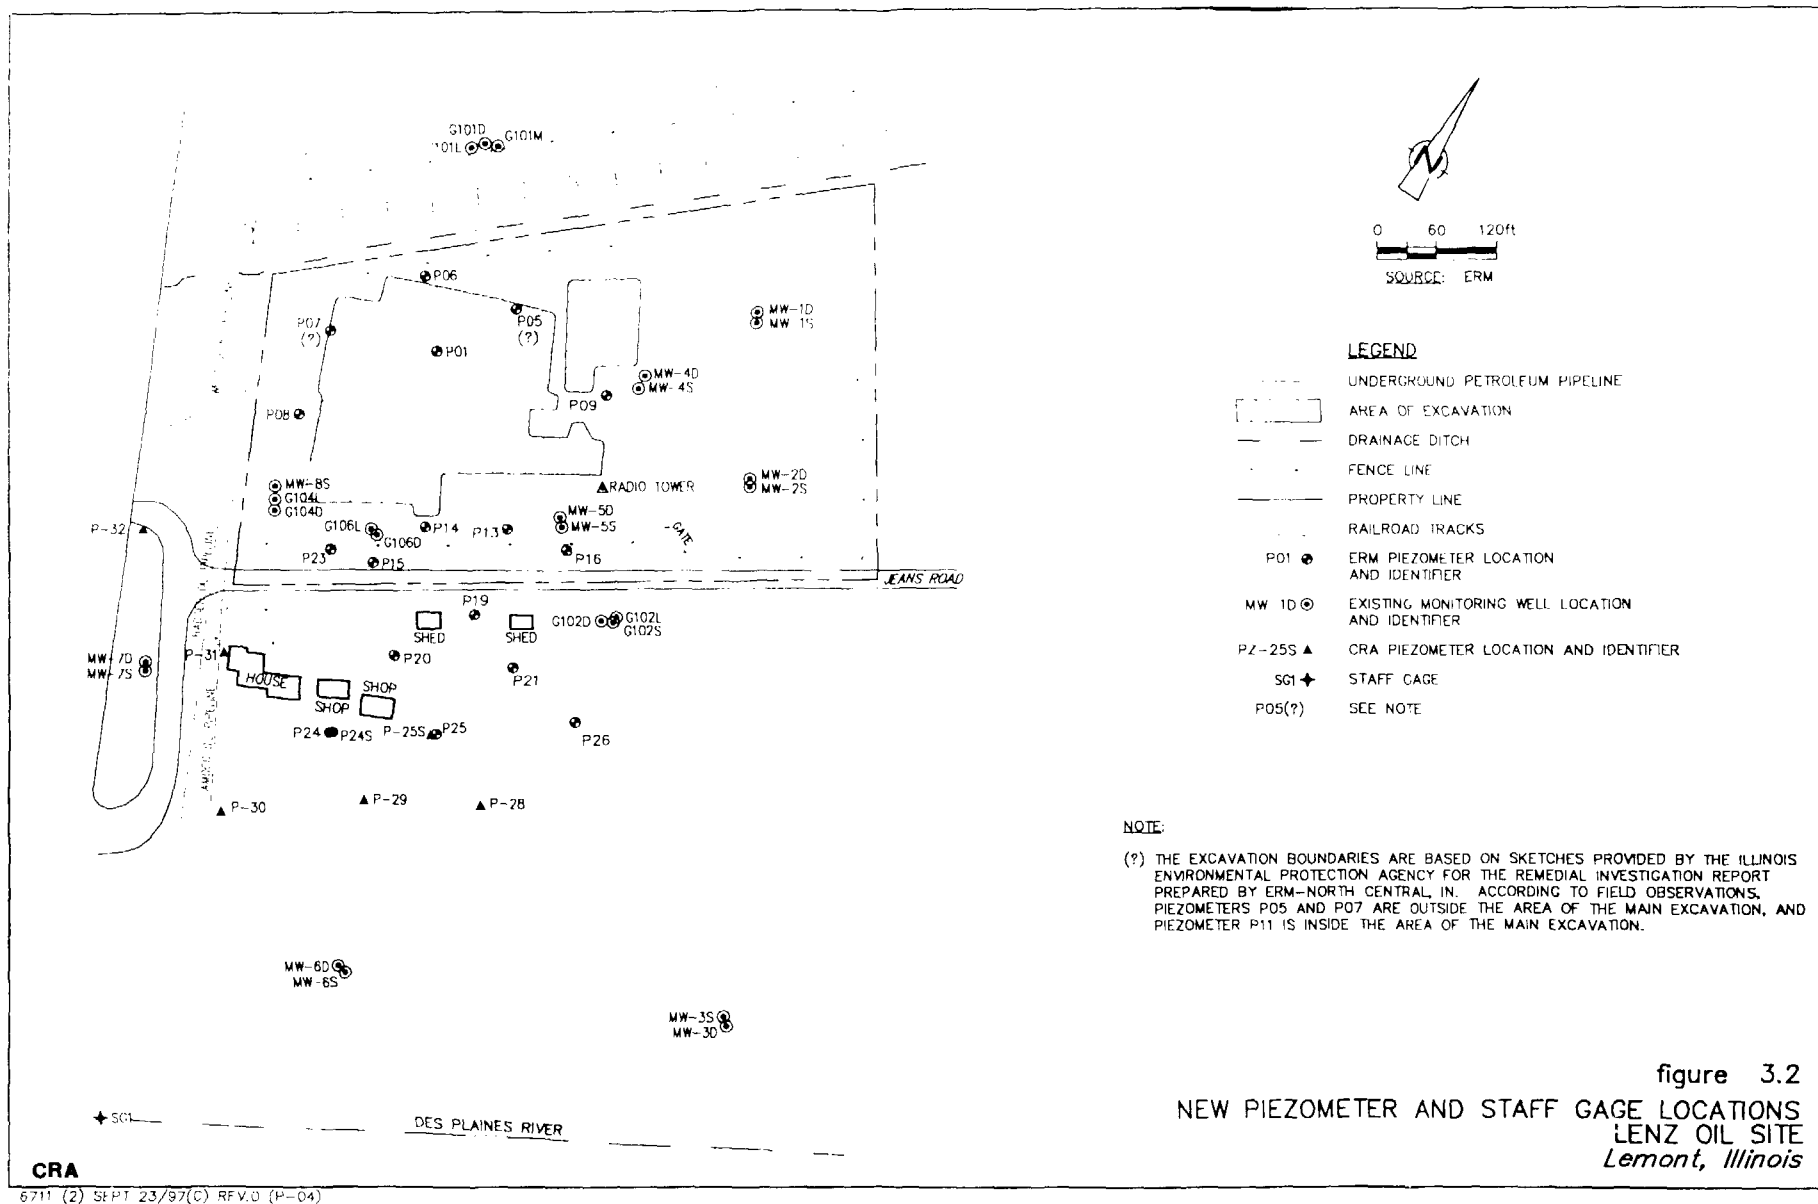 G101D
G101M
101L
P06
P07
(?)
P05
(?)
P01
MW-1D
MW-1S
MW-4D
MW-4S
P09
P08
MW-8S
G104L
G104D
RADIO TOWER
MW-2D
MW-2S
P-32
G106L
G106D
P14
P13
MW-5D
MW-5S
GATE
P23
P15
P16
JEANS ROAD
P19
SHED
SHED
G102D
G102L
G102S
MW-7D
MW-7S
P-31
HOUSE
P20
P21
SHOP
SHOP
P24
P24S
P-25S
P25
P26
PIPELINE
P-30
P-29
P-28
MW-6D
MW-6S
MW-3S
MW-3D
SG1
DES PLAINES RIVER
CRA
6711 (2) SEPT 23/97(C) REV.0 (P-04)
N
0 60 120ft
SOURCE: ERM
LEGEND
UNDERGROUND PETROLEUM PIPELINE
AREA OF EXCAVATION
DRAINAGE DITCH
FENCE LINE
PROPERTY LINE
RAILROAD TRACKS
P01 ERM PIEZOMETER LOCATION
AND IDENTIFIER
MW 1D EXISTING MONITORING WELL LOCATION
AND IDENTIFIER
PZ-25S CRA PIEZOMETER LOCATION AND IDENTIFIER
SG1 STAFF GAGE
P05(?) SEE NOTE
NOTE:
(?) THE EXCAVATION BOUNDARIES ARE BASED ON SKETCHES PROVIDED BY THE ILLINOIS
ENVIRONMENTAL PROTECTION AGENCY FOR THE REMEDIAL INVESTIGATION REPORT
PREPARED BY ERM-NORTH CENTRAL, IN. ACCORDING TO FIELD OBSERVATIONS,
PIEZOMETERS P05 AND P07 ARE OUTSIDE THE AREA OF THE MAIN EXCAVATION, AND
PIEZOMETER P11 IS INSIDE THE AREA OF THE MAIN EXCAVATION.
figure 3.2
NEW PIEZOMETER AND STAFF GAGE LOCATIONS
LENZ OIL SITE
Lemont, Illinois